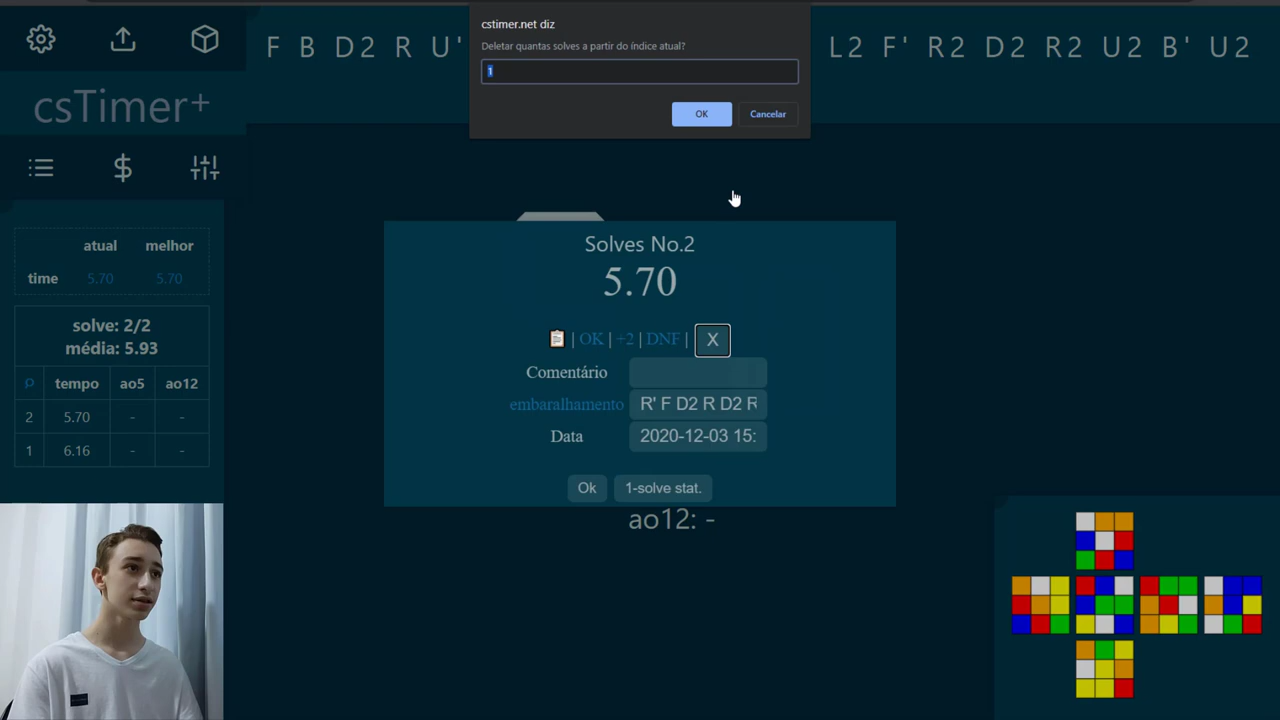 cstimer.net diz
Deletar quantas solves a partir do índice atual?
1
OK Cancelar
F B D2 R U' L2 F' R2 D2 R2 U2 B' U2
csTimer+
atual melhor
time 5.70 5.70
solve: 2/2
média: 5.93
tempo ao5 ao12
2 5.70 - -
1 6.16 - -
Solves No.2
5.70
| OK | +2 | DNF | X
Comentário
embaralhamento R' F D2 R D2 R
Data 2020-12-03 15:
Ok 1-solve stat.
ao12: -